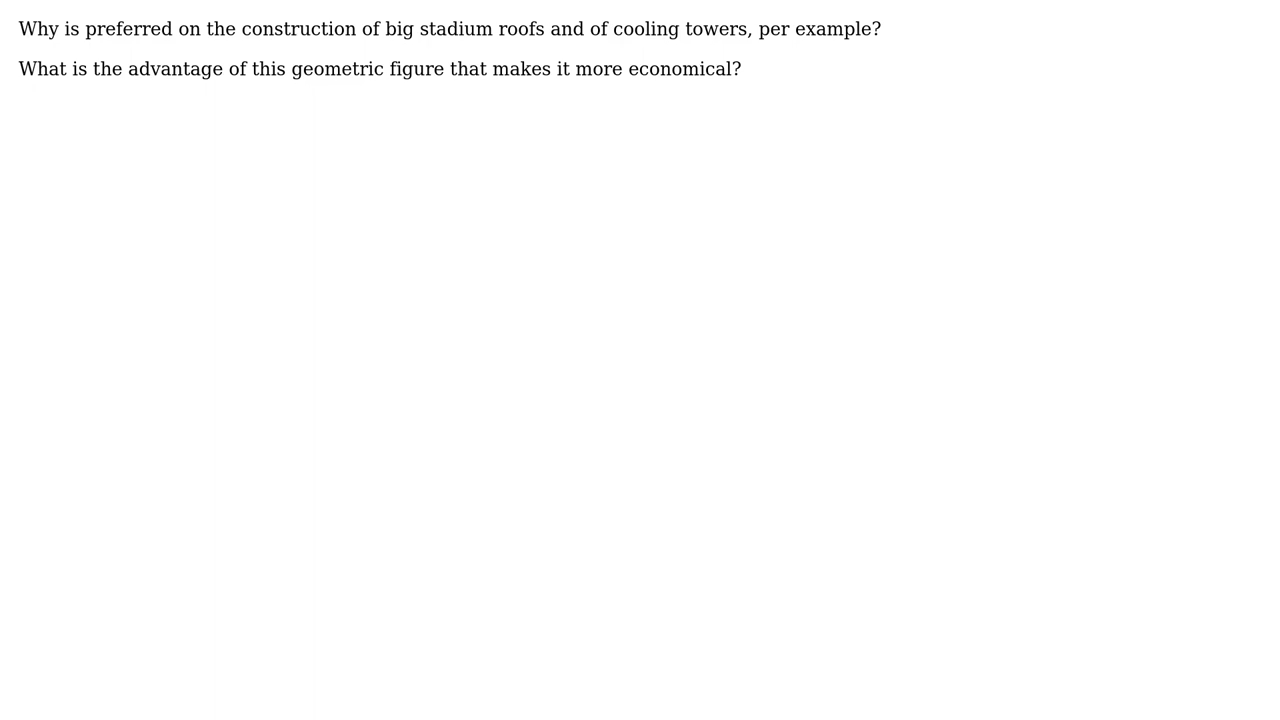 Why is preferred on the construction of big stadium roofs and of cooling towers, per example?
What is the advantage of this geometric figure that makes it more economical?